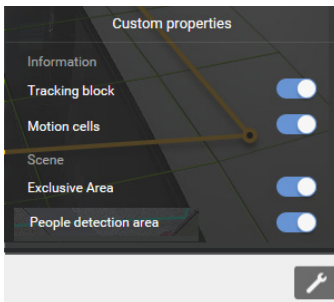 Custom properties
Information
Tracking block
Motion cells
Scene
Exclusive Area
People detection area